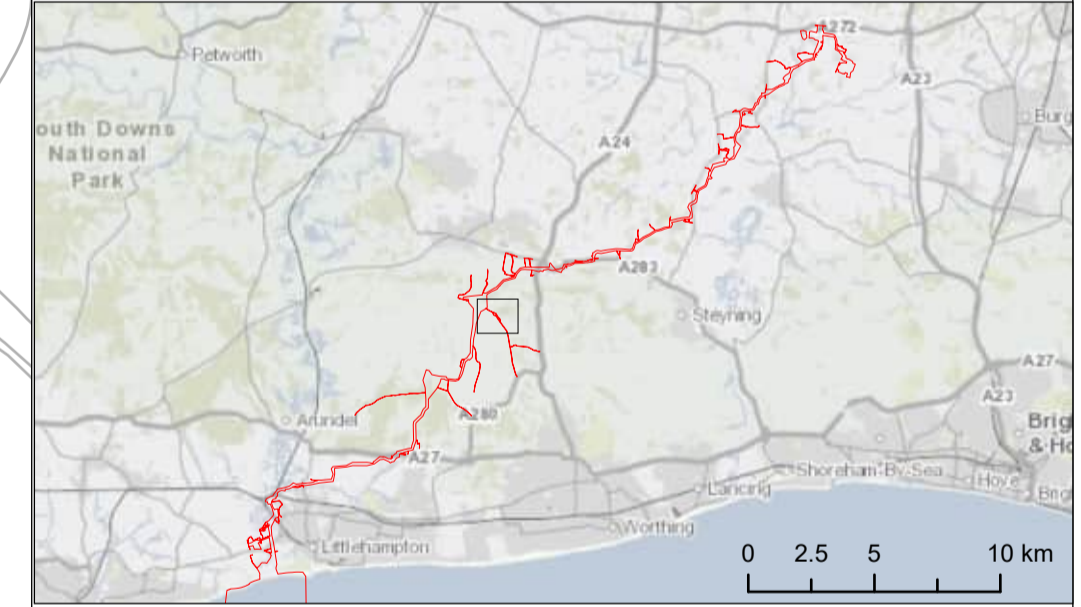 A272
Petworth
A23
Burg
outh Downs
National
Park
A24
A283
Steyning
A27
A23
Arundel
A280
Brig
& Ho
A27
Shoreham-By-Sea
Hove
Lancing
Brig
Worthing
Littlehampton
0 2.5 5 10 km